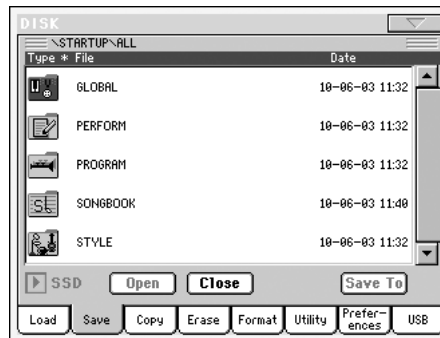 DISK
\STARTUP\ALL
Type * File Date
GLOBAL 10-06-03 11:32
PERFORM 10-06-03 11:32
PROGRAM 10-06-03 11:32
SONGBOOK 10-06-03 11:40
STYLE 10-06-03 11:32
SSD Open Close Save To
Load Save Copy Erase Format Utility Prefer-ences USB